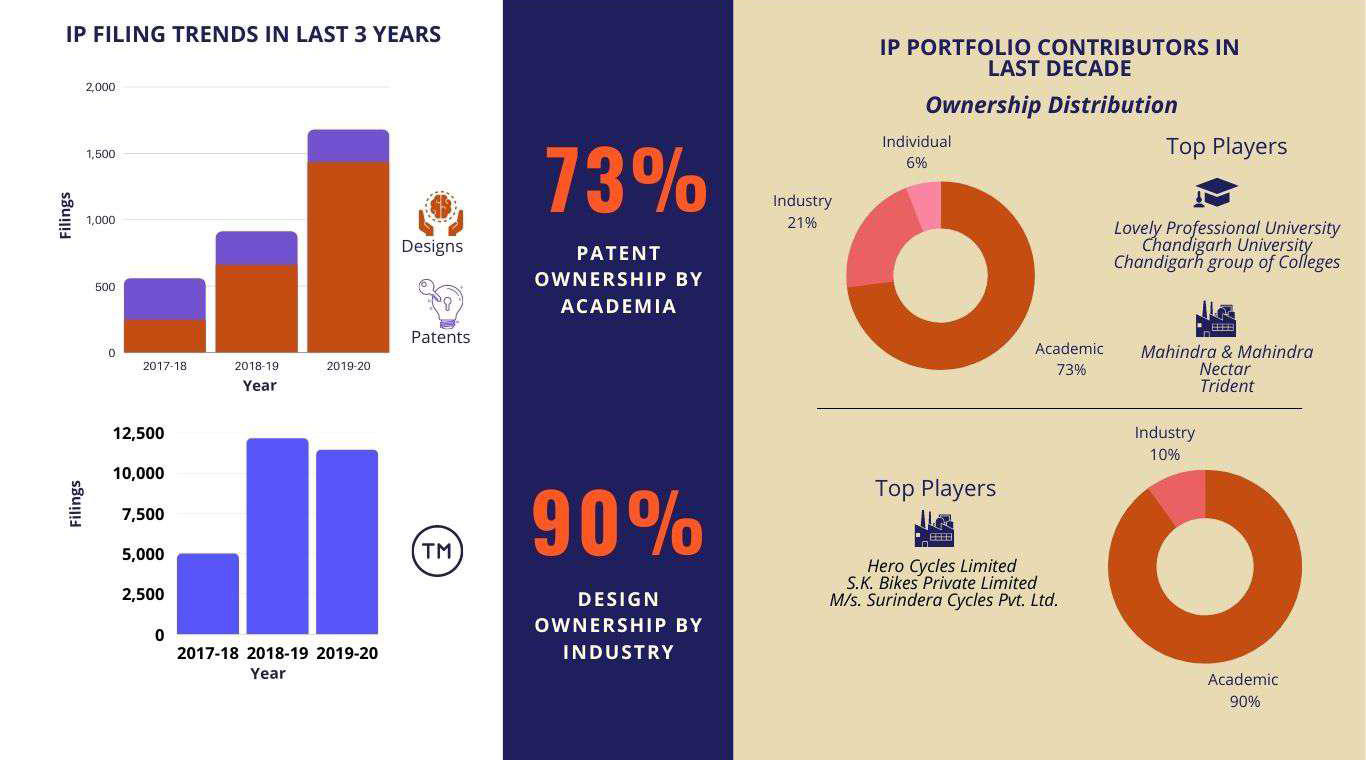 IP FILING TRENDS IN LAST 3 YEARS
2,000
1,500
1,000
500
0
Filings
2017-18
2018-19
2019-20
Year
Designs
Patents
12,500
10,000
7,500
5,000
2,500
0
Filings
2017-18 2018-19 2019-20
Year
TM
73%
PATENT
OWNERSHIP BY
ACADEMIA
90%
DESIGN
OWNERSHIP BY
INDUSTRY
IP PORTFOLIO CONTRIBUTORS IN
LAST DECADE
Ownership Distribution
Individual
6%
Industry
21%
Academic
73%
Top Players
Lovely Professional University
Chandigarh University
Chandigarh group of Colleges
Mahindra & Mahindra
Nectar
Trident
Top Players
Hero Cycles Limited
S.K. Bikes Private Limited
M/s. Surindera Cycles Pvt. Ltd.
Industry
10%
Academic
90%